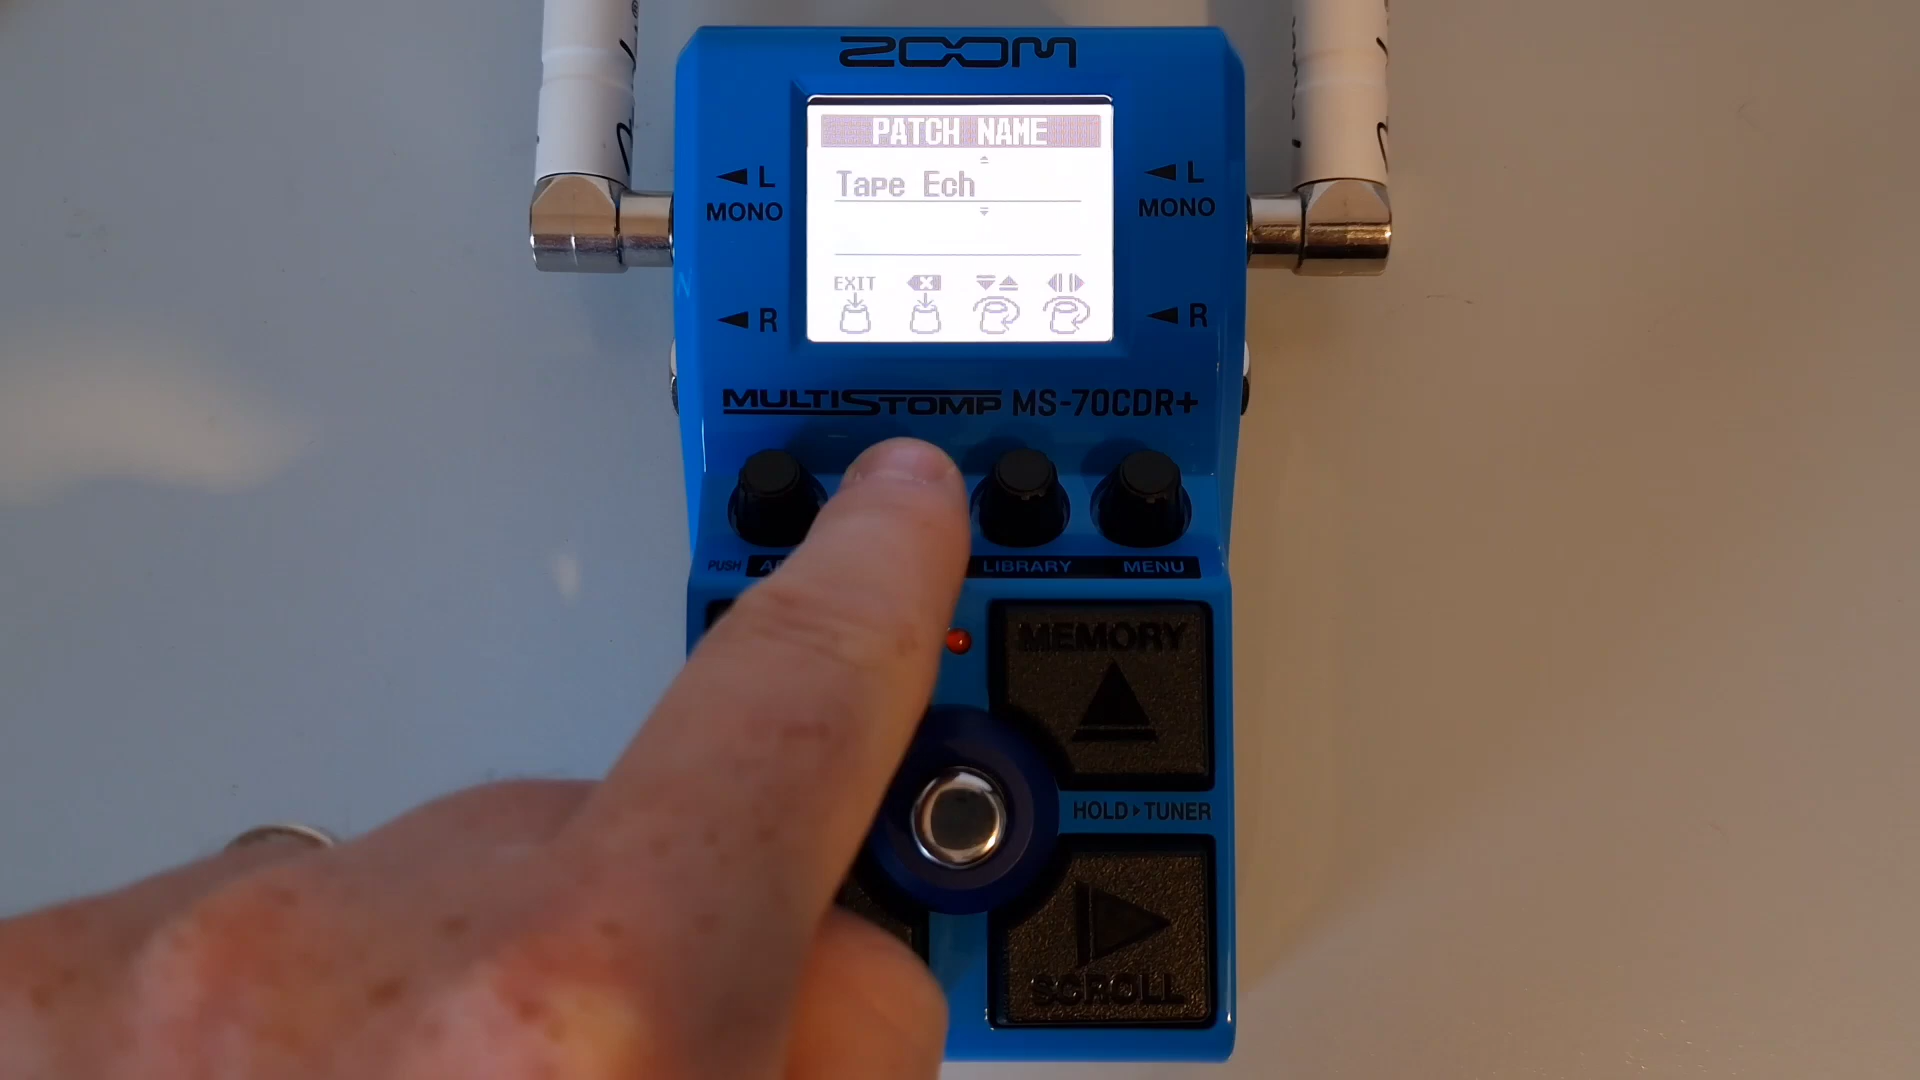 ZOOM
PATCH NAME
Tape Ech
EXIT
L
MONO
R
L
MONO
R
MULTISTOMP MS-70CDR+
PUSH LIBRARY MENU
MEMORY
HOLD TUNER
SCROLL